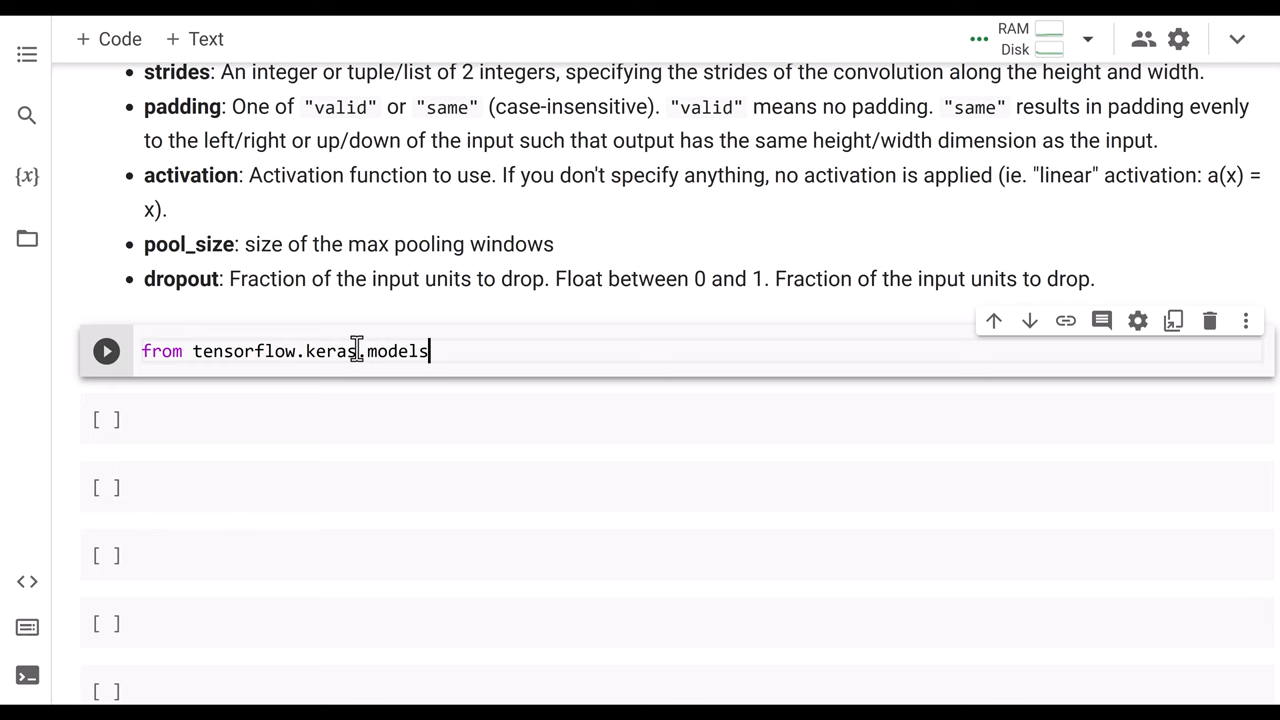 + Code + Text
RAM
Disk
• strides: An integer or tuple/list of 2 integers, specifying the strides of the convolution along the height and width.
• padding: One of "valid" or "same" (case-insensitive). "valid" means no padding. "same" results in padding evenly
to the left/right or up/down of the input such that output has the same height/width dimension as the input.
• activation: Activation function to use. If you don't specify anything, no activation is applied (ie. "linear" activation: a(x) =
x).
• pool_size: size of the max pooling windows
• dropout: Fraction of the input units to drop. Float between 0 and 1. Fraction of the input units to drop.
from tensorflow.keras.models
[ ]
[ ]
[ ]
[ ]
[ ]